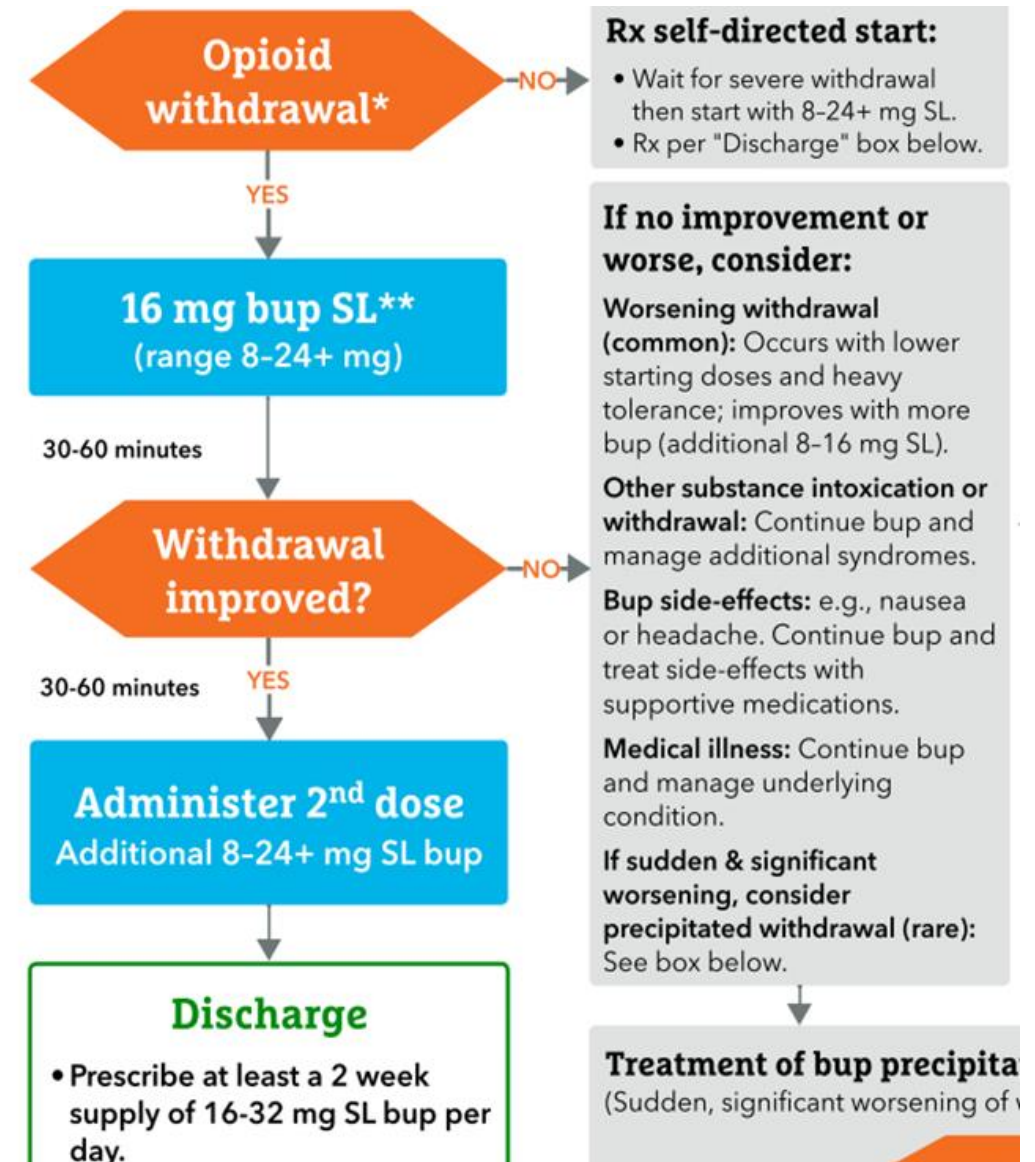 Opioid
withdrawal*
NO
YES
16 mg bup SL**
(range 8–24+ mg)
30-60 minutes
Withdrawal
improved?
NO
30-60 minutes
YES
Administer 2nd dose
Additional 8–24+ mg SL bup
Discharge
• Prescribe at least a 2 week
supply of 16-32 mg SL bup per
day.
Rx self-directed start:
• Wait for severe withdrawal
then start with 8–24+ mg SL.
• Rx per "Discharge" box below.
If no improvement or
worse, consider:
Worsening withdrawal
(common): Occurs with lower
starting doses and heavy
tolerance; improves with more
bup (additional 8–16 mg SL).
Other substance intoxication or
withdrawal: Continue bup and
manage additional syndromes.
Bup side-effects: e.g., nausea
or headache. Continue bup and
treat side-effects with
supportive medications.
Medical illness: Continue bup
and manage underlying
condition.
If sudden & significant
worsening, consider
precipitated withdrawal (rare):
See box below.
Treatment of bup
(Sudden, significant worsening of